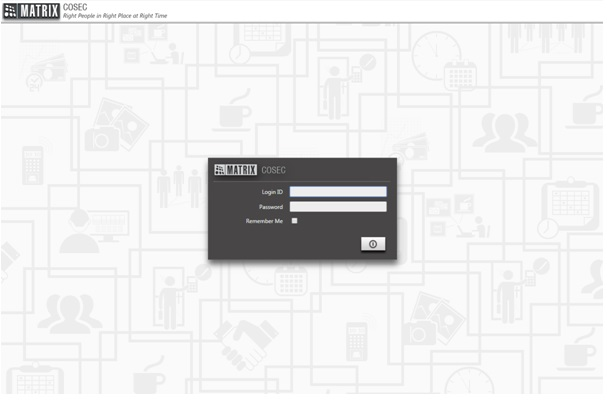 MATRIX COSEC
Right People in Right Place at Right Time
MATRIX COSEC
Login ID
Password
Remember Me